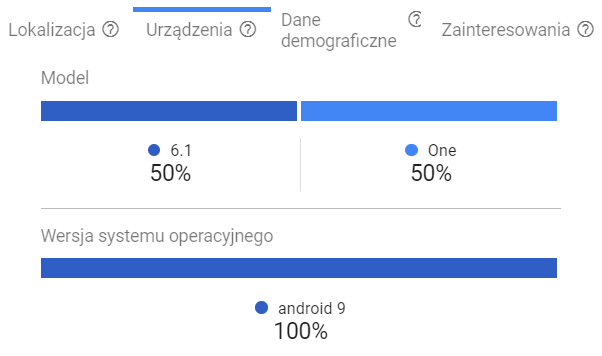 Lokalizacja
Urządzenia
Dane
demograficzne
Zainteresowania
Model
6.1
50%
One
50%
Wersja systemu operacyjnego
android 9
100%